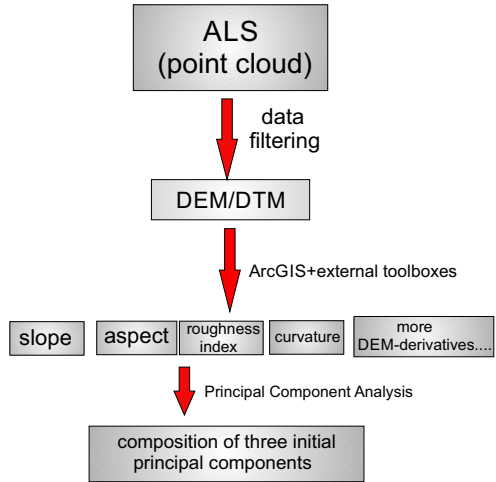 ALS
(point cloud)
data
filtering
DEM/DTM
ArcGIS+external toolboxes
slope
aspect
roughness
index
curvature
more
DEM-derivatives....
Principal Component Analysis
composition of three initial
principal components